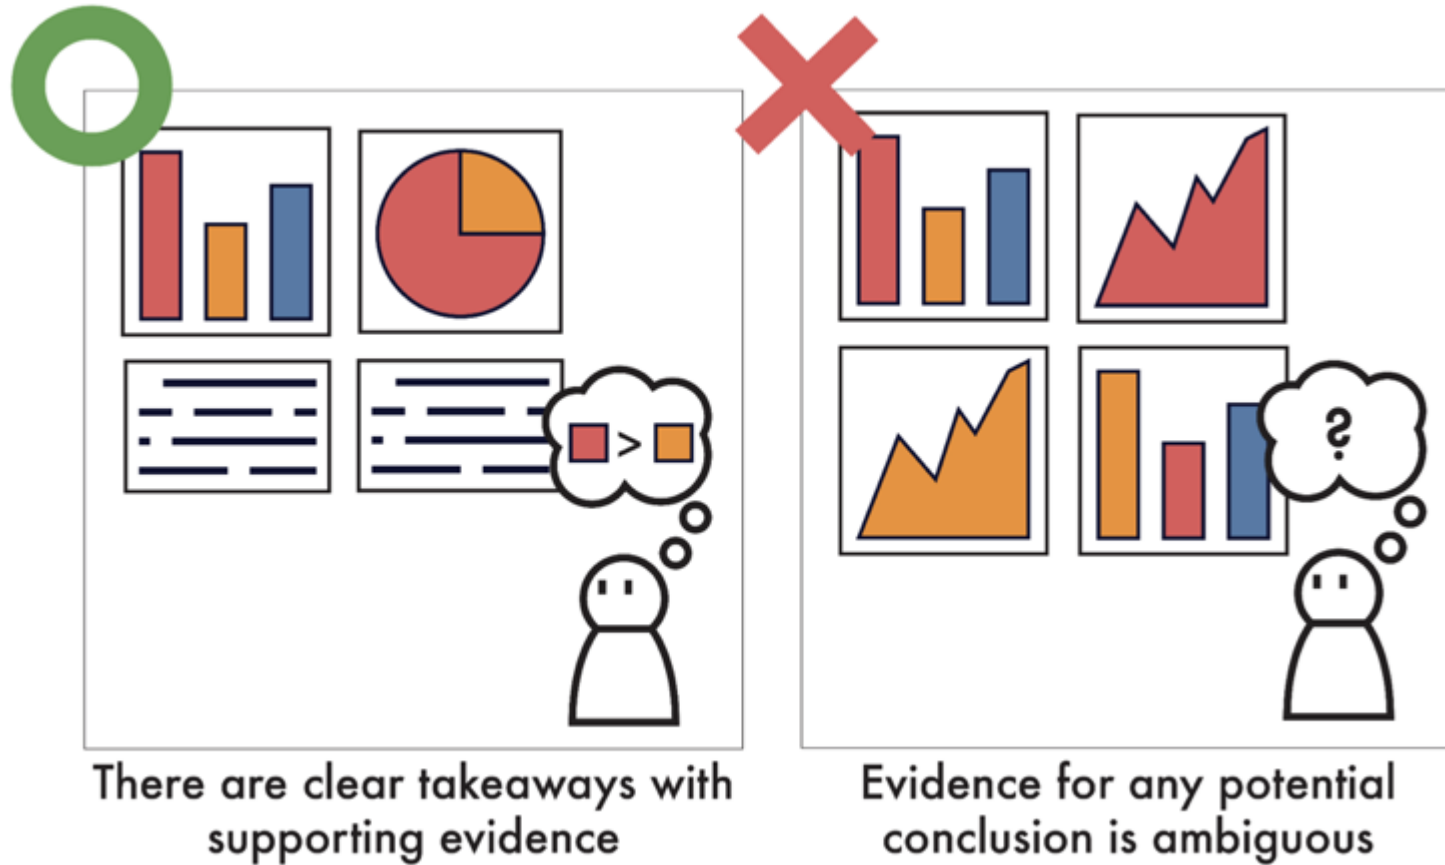 >
?
There are clear takeaways with
supporting evidence
Evidence for any potential
conclusion is ambiguous